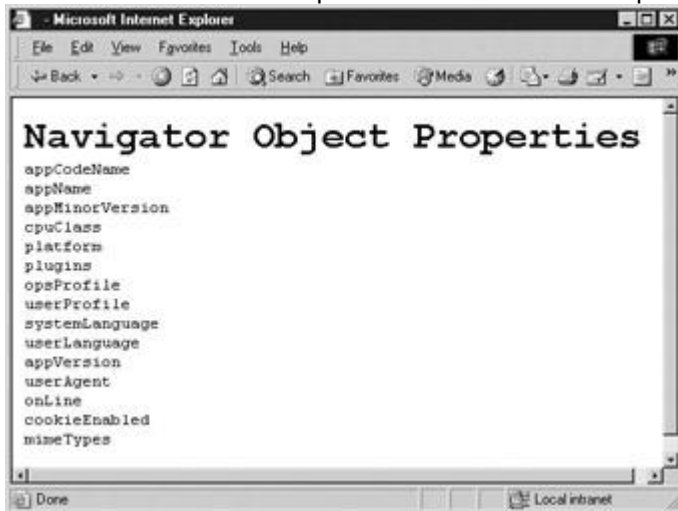 - Microsoft Internet Explorer
File Edit View Favorites Tools Help
Back Search Favorites Media »
Navigator Object Properties
appCodeName
appName
appMinorVersion
cpuClass
platform
plugins
opsProfile
userProfile
systemLanguage
userLanguage
appVersion
userAgent
onLine
cookieEnabled
mimeTypes
Done Local intranet